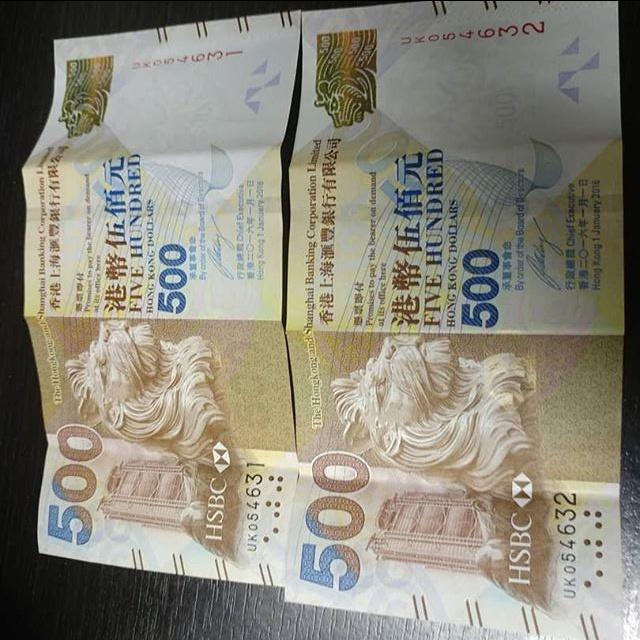 UK054631
The Hongkong and Shanghai Banking Corporation Limited
香港上海滙豐銀行有限公司
憑票即付
Promises to pay the bearer on demand
at its office here
港幣伍佰元
FIVE HUNDRED
HONG KONG DOLLARS
500
承董事會命
By order of the Board of Directors
行政總裁 Chief Executive
香港二〇一六年一月一日
Hong Kong 1 January 2016
500
HSBC
UK054631
UK054632
The Hongkong and Shanghai Banking Corporation Limited
香港上海滙豐銀行有限公司
憑票即付
Promises to pay the bearer on demand
at its office here
港幣伍佰元
FIVE HUNDRED
HONG KONG DOLLARS
500
承董事會命
By order of the Board of Directors
行政總裁 Chief Executive
香港二〇一六年一月一日
Hong Kong 1 January 2016
500
HSBC
UK054632